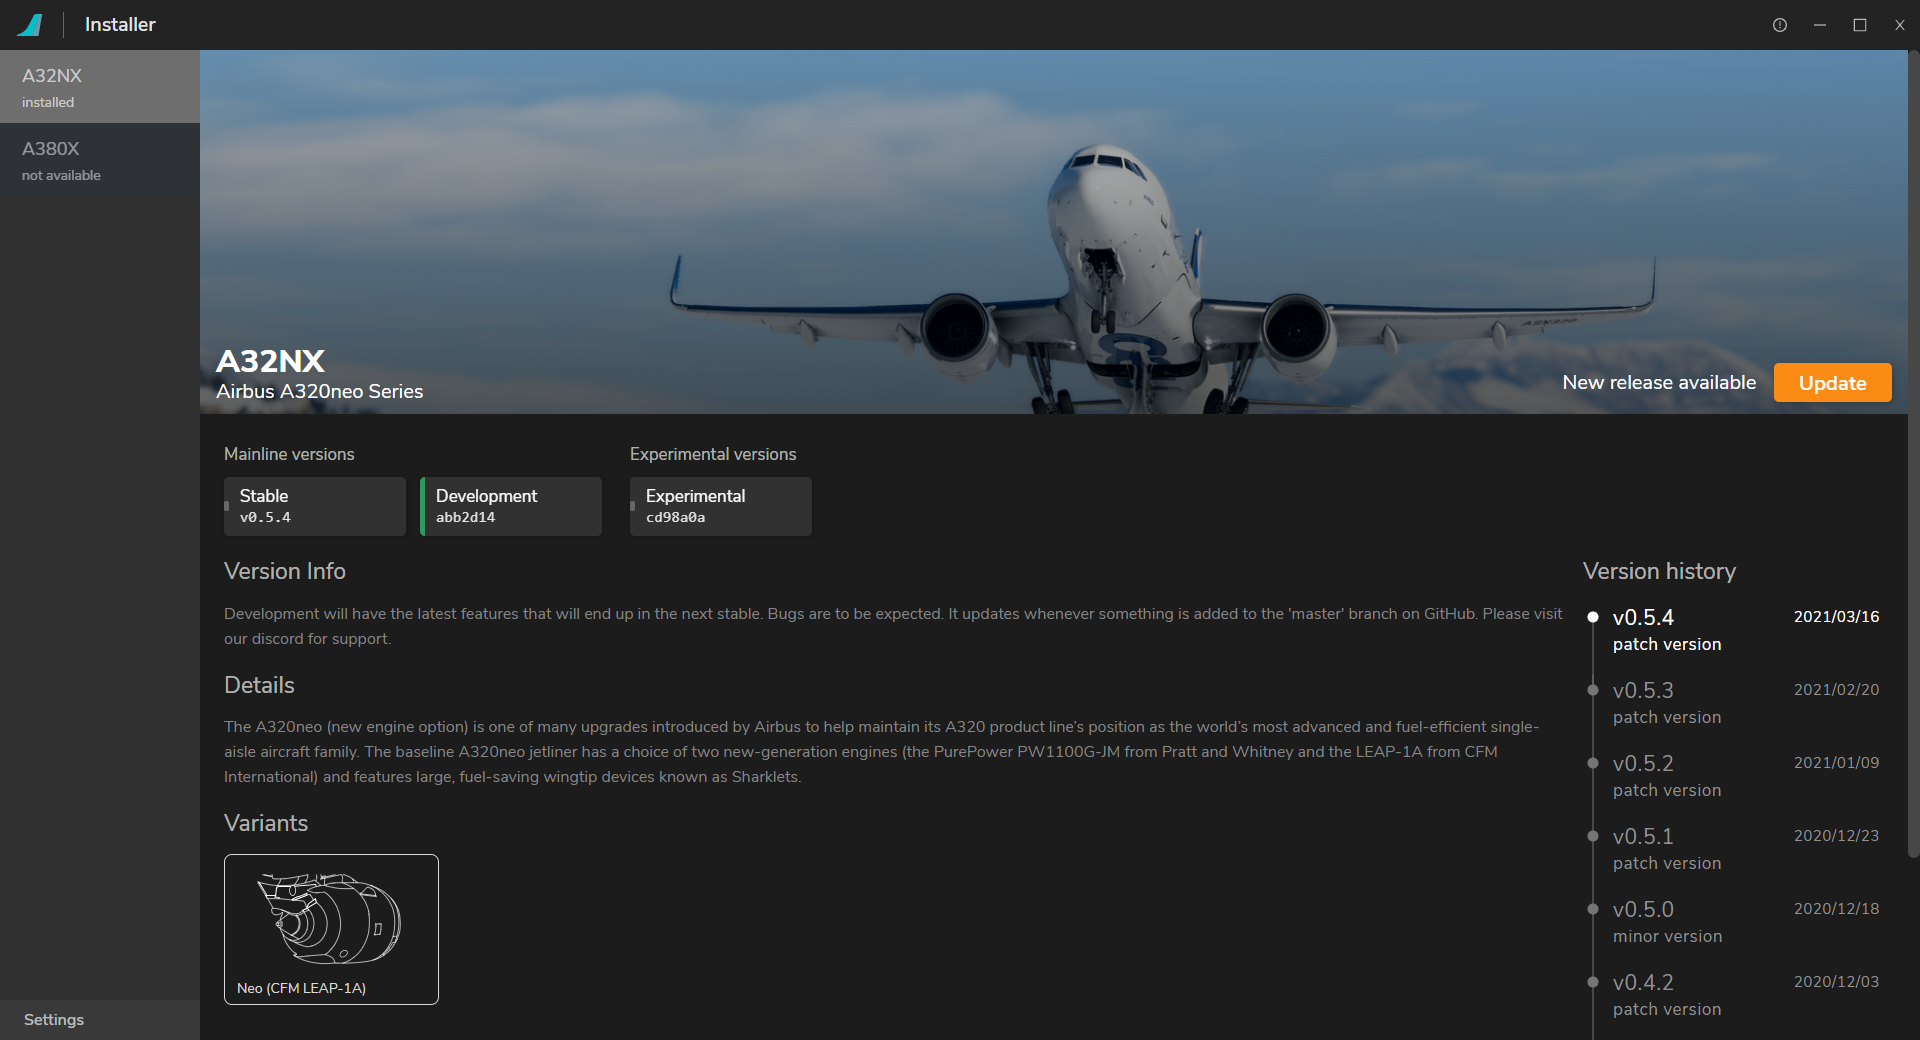 Installer
A32NX
installed
A380X
not available
Settings
A32NX
Airbus A320neo Series
New release available
Update
Mainline versions
Experimental versions
Stable
v0.5.4
Development
abb2d14
Experimental
cd98a0a
Version Info
Development will have the latest features that will end up in the next stable. Bugs are to be expected. It updates whenever something is added to the 'master' branch on GitHub. Please visit
our discord for support.
Details
The A320neo (new engine option) is one of many upgrades introduced by Airbus to help maintain its A320 product line’s position as the world’s most advanced and fuel-efficient single-
aisle aircraft family. The baseline A320neo jetliner has a choice of two new-generation engines (the PurePower PW1100G-JM from Pratt and Whitney and the LEAP-1A from CFM
International) and features large, fuel-saving wingtip devices known as Sharklets.
Variants
Neo (CFM LEAP-1A)
Version history
v0.5.4 2021/03/16
patch version
v0.5.3 2021/02/20
patch version
v0.5.2 2021/01/09
patch version
v0.5.1 2020/12/23
patch version
v0.5.0 2020/12/18
minor version
v0.4.2 2020/12/03
patch version